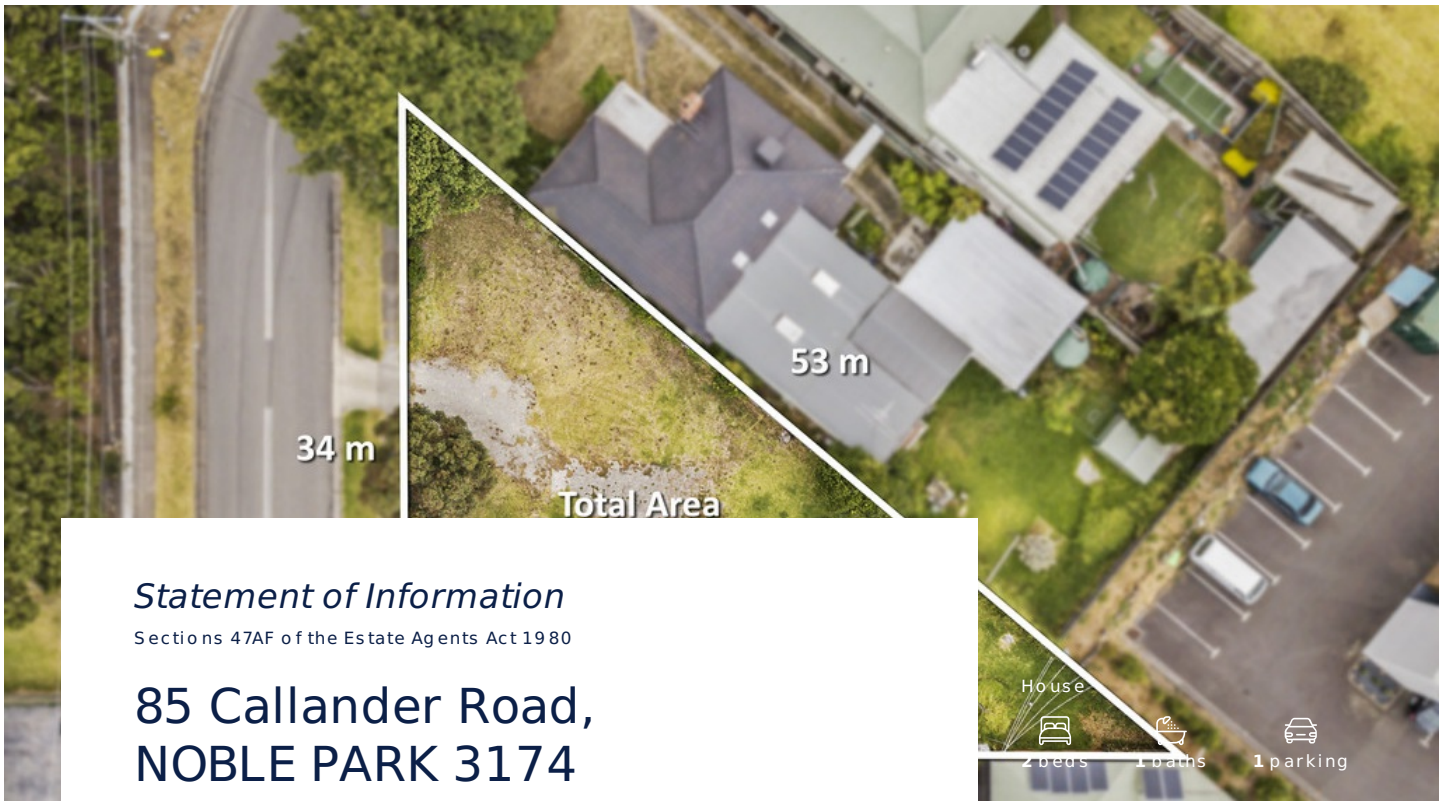 53 m
34 m
Total Area
Statement of Information
Sections 47AF of the Estate Agents Act 1980
85 Callander Road,
NOBLE PARK 3174
House
2 beds 1 baths 1 parking